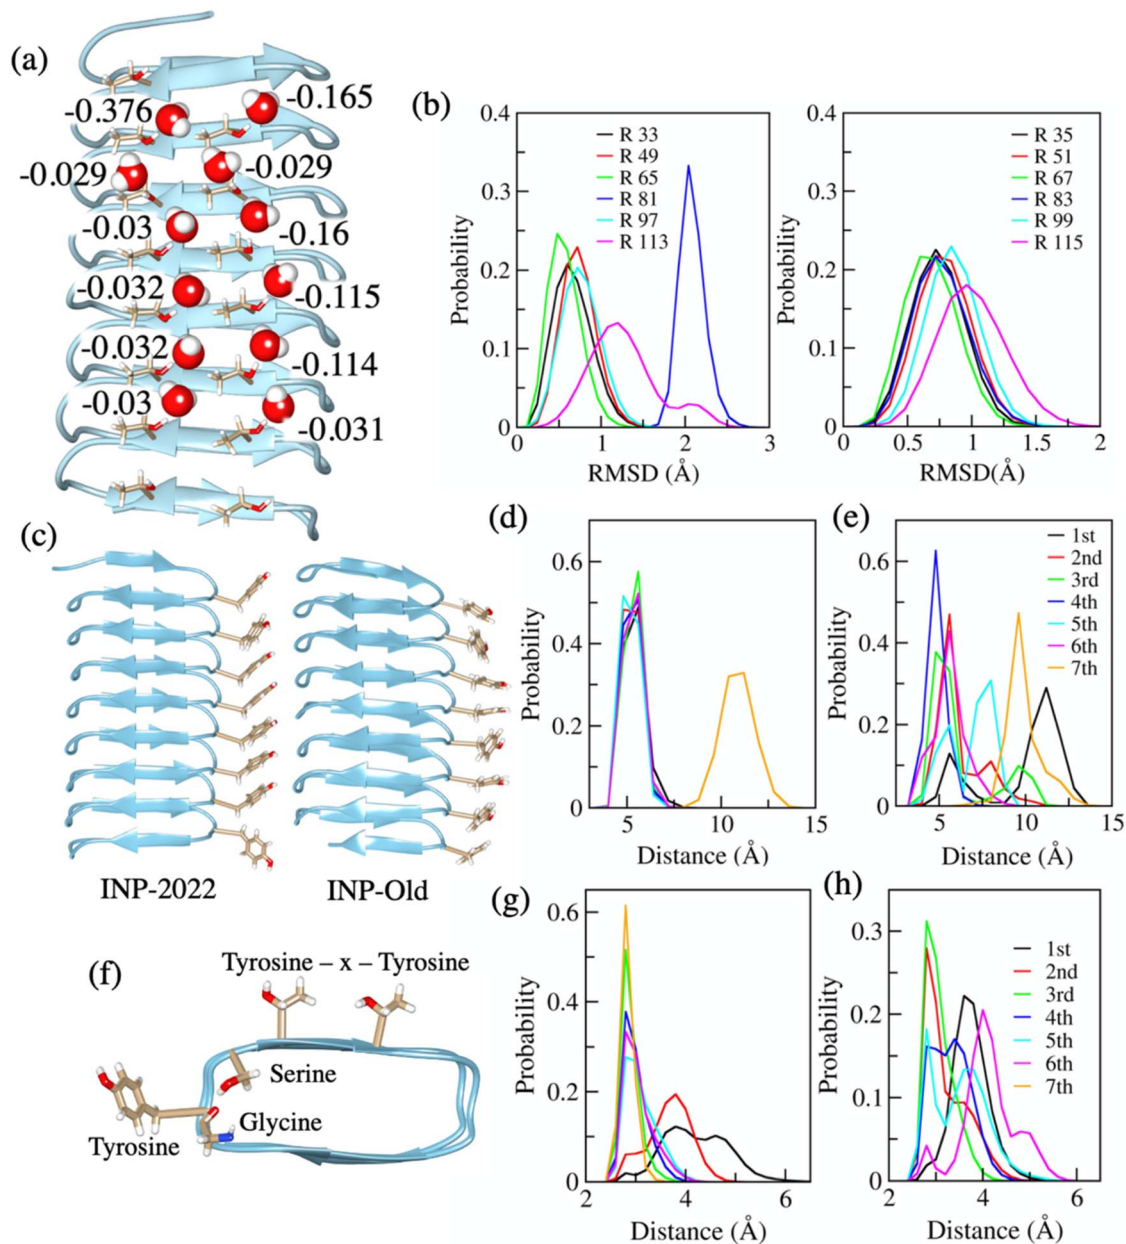 (a)
-0.376
-0.165
-0.029
-0.029
-0.03
-0.16
-0.032
-0.115
-0.032
-0.114
-0.03
-0.031
(b)
0.4
0.3
0.2
0.1
0
Probability
R 33
R 49
R 65
R 81
R 97
R 113
0 1 2 3
RMSD (Å)
0.4
0.3
0.2
0.1
0
Probability
R 35
R 51
R 67
R 83
R 99
R 115
0 0.5 1 1.5 2
RMSD(Å)
(c)
INP-2022
INP-Old
(d)
0.6
0.4
0.2
0
Probability
5 10 15
Distance (Å)
(e)
0.6
0.4
0.2
0
Probability
1st
2nd
3rd
4th
5th
6th
7th
5 10 15
Distance (Å)
(f)
Tyrosine – x – Tyrosine
Serine
Glycine
Tyrosine
(g)
0.6
0.4
0.2
0
Probability
2 4 6
Distance (Å)
(h)
0.3
0.2
0.1
0
Probability
1st
2nd
3rd
4th
5th
6th
7th
2 4 6
Distance (Å)